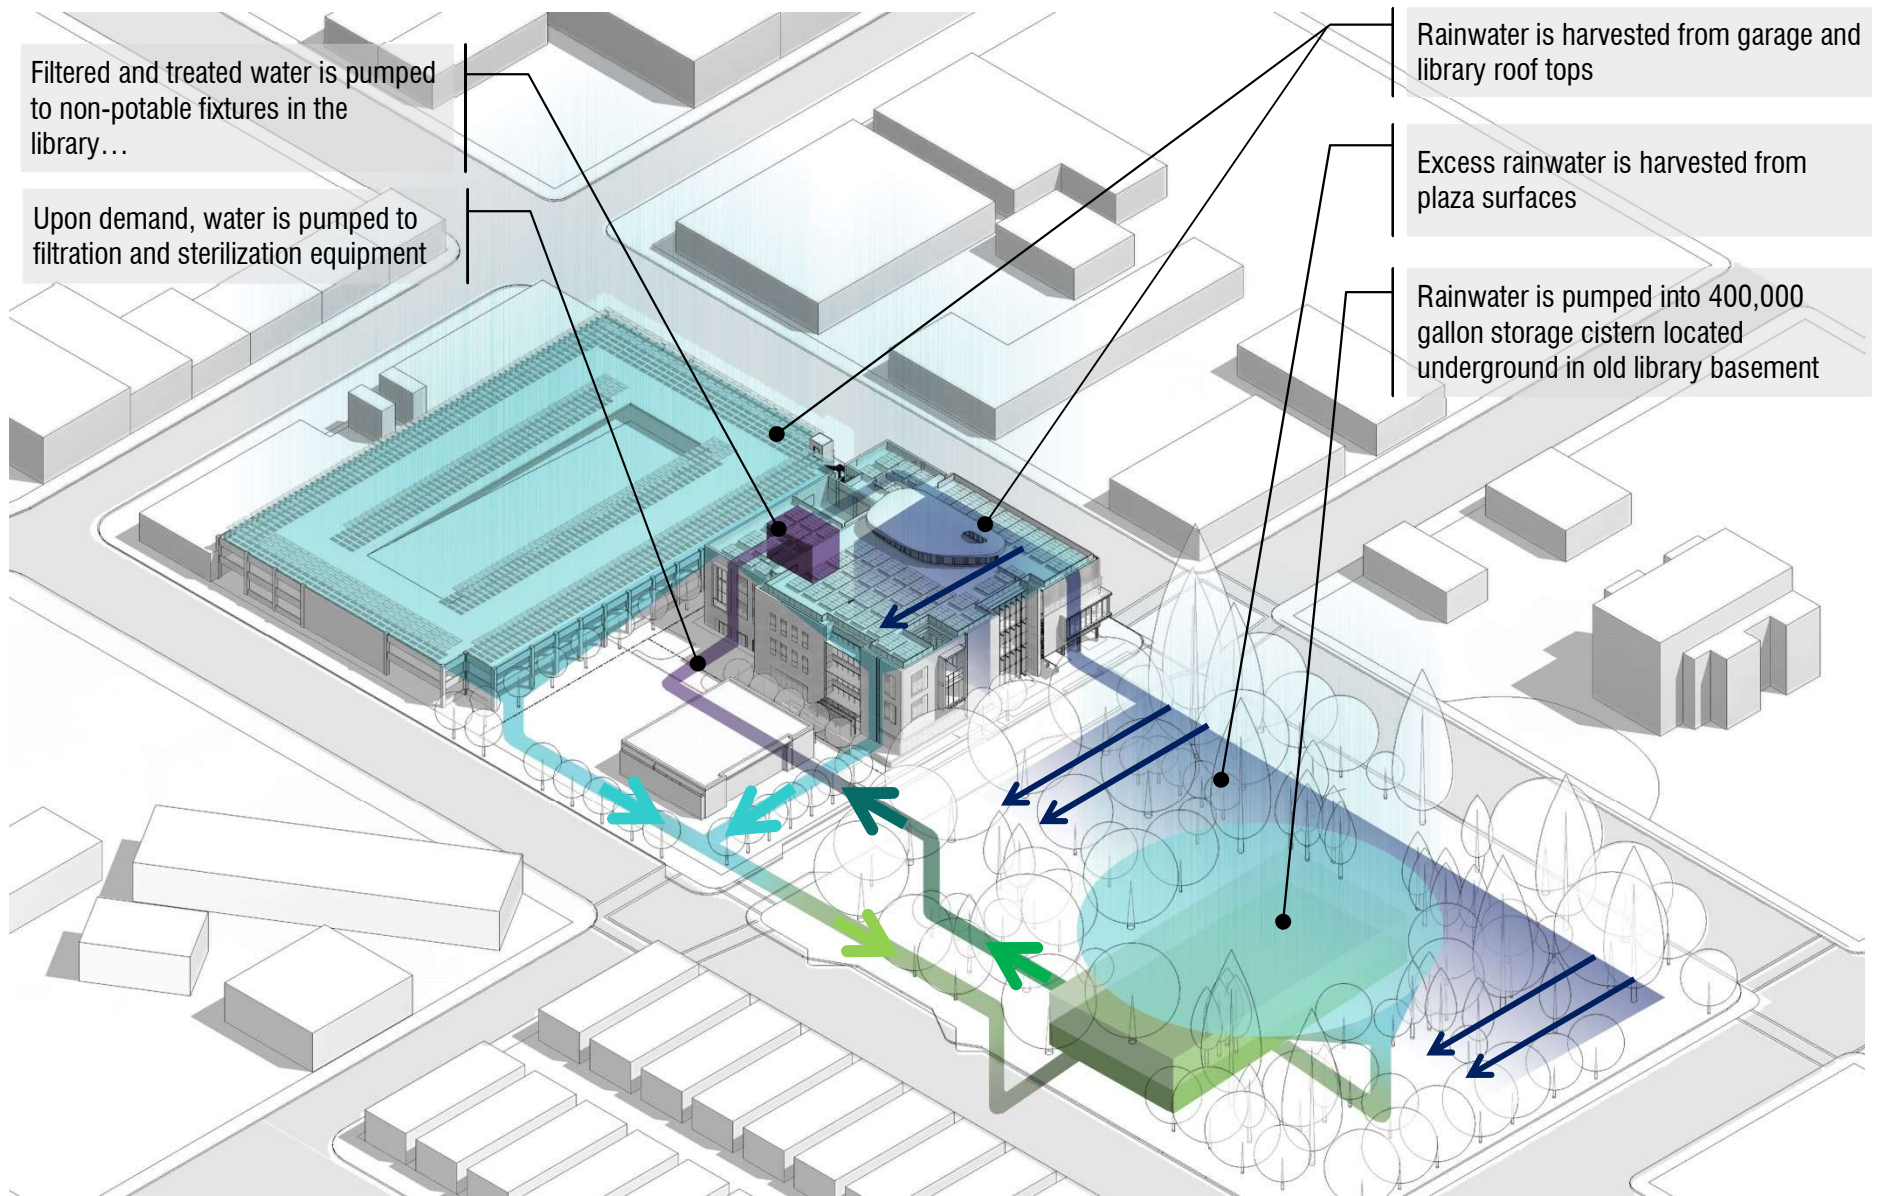 Filtered and treated water is pumped
to non-potable fixtures in the
library…
Upon demand, water is pumped to
filtration and sterilization equipment
Rainwater is harvested from garage and
library roof tops
Excess rainwater is harvested from
plaza surfaces
Rainwater is pumped into 400,000
gallon storage cistern located
underground in old library basement